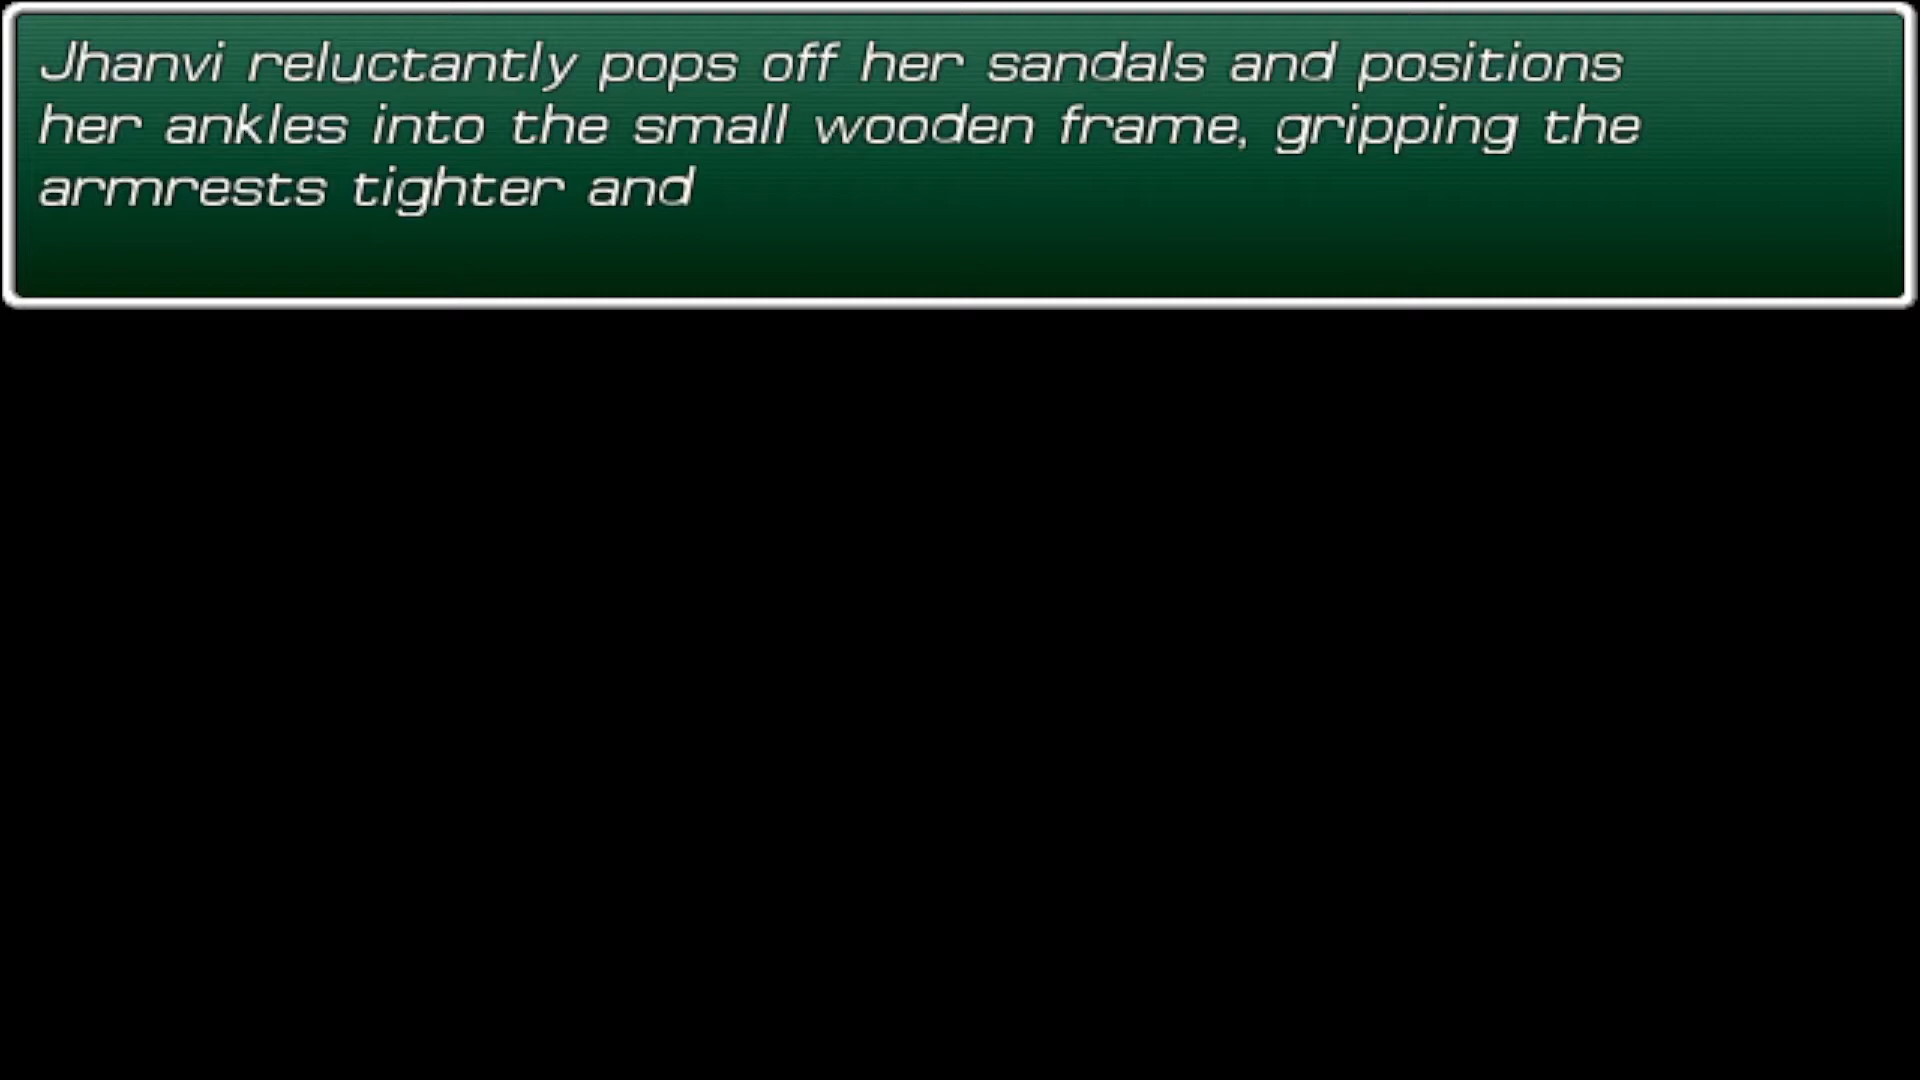 Jhanvi reluctantly pops off her sandals and positions
her ankles into the small wooden frame, gripping the
armrests tighter and